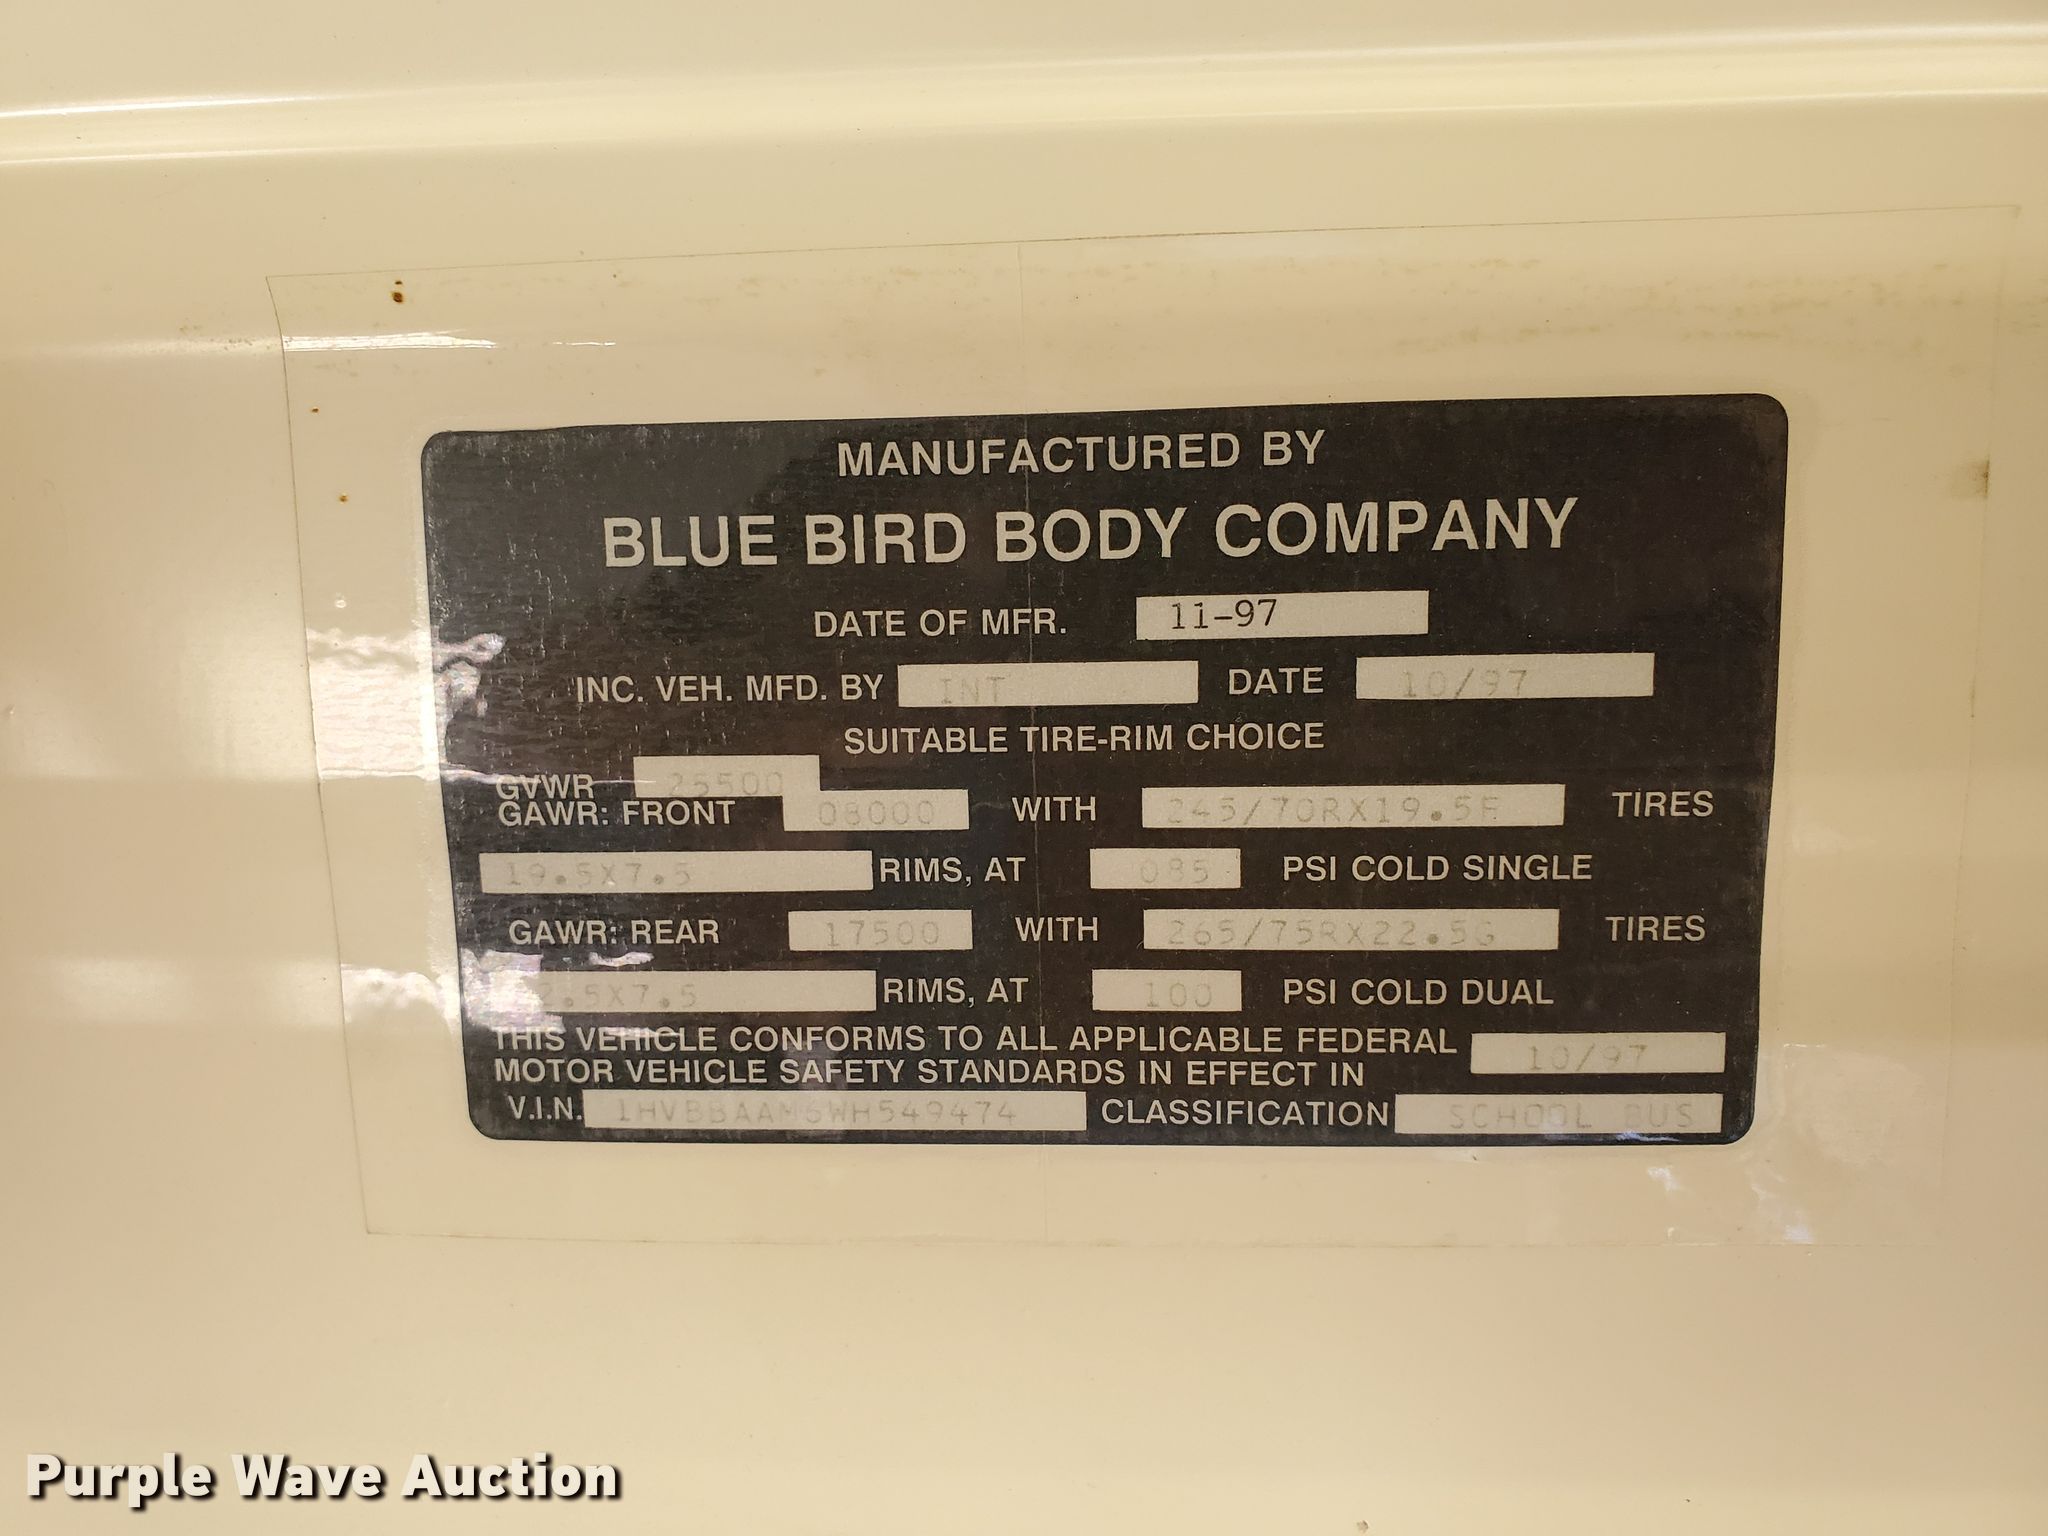 MANUFACTURED BY
BLUE BIRD BODY COMPANY
DATE OF MFR. 11-97
INC. VEH. MFD. BY INT DATE 10/97
SUITABLE TIRE-RIM CHOICE
GVWR 25500
GAWR: FRONT 08000 WITH 245/70RX19.5F TIRES
19.5X7.5 RIMS, AT 085 PSI COLD SINGLE
GAWR: REAR 17500 WITH 265/75RX22.5G TIRES
2.5X7.5 RIMS, AT 100 PSI COLD DUAL
THIS VEHICLE CONFORMS TO ALL APPLICABLE FEDERAL
MOTOR VEHICLE SAFETY STANDARDS IN EFFECT IN 10/97
V.I.N. 1HVBBAAM6WH549474 CLASSIFICATION SCHOOL BUS
Purple Wave Auction